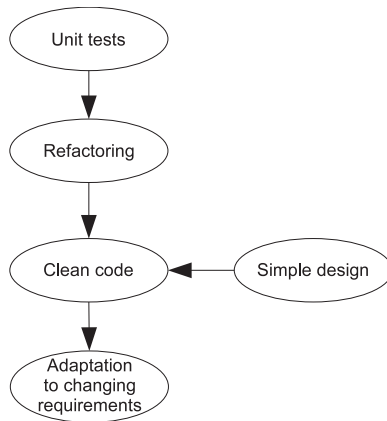 Unit tests
Refactoring
Clean code
Simple design
Adaptation
to changing
requirements